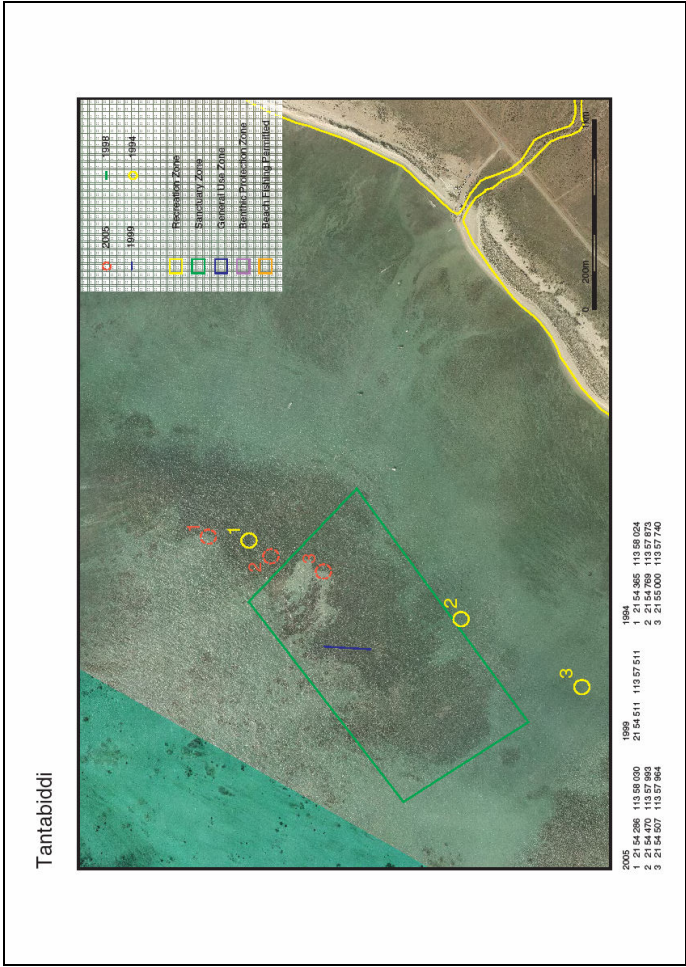 Tantabiddi
2005 1998
1999 1994
Recreation Zone
Sanctuary Zone
General Use Zone
Benthic Protection Zone
Beach Fishing Permitted
1
1
2
3
2
3
0 200m
2005 1999 1994
1 21 54 286 113 58 030 21 54 511 113 57 511 1 21 54 365 113 58 024
2 21 54 470 113 57 993 2 21 54 769 113 57 873
3 21 54 507 113 57 964 3 21 55 000 113 57 740